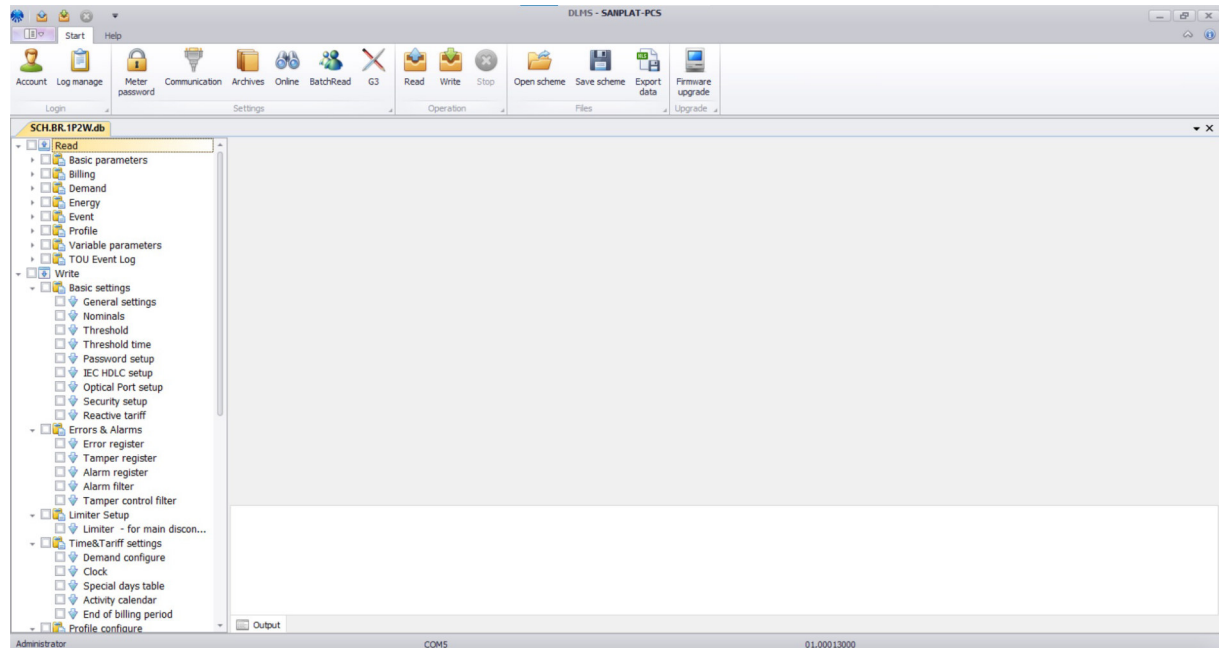 DLMS - SANPLAT-PCS
Start Help
Account Log manage Meter password Communication Archives Online BatchRead G3 Read Write Stop Open scheme Save scheme Export data Firmware upgrade
Login Settings Operation Files Upgrade
SCH.BR.1P2W.db
Read
Basic parameters
Billing
Demand
Energy
Event
Profile
Variable parameters
TOU Event Log
Write
Basic settings
General settings
Nominals
Threshold
Threshold time
Password setup
IEC HDLC setup
Optical Port setup
Security setup
Reactive tariff
Errors & Alarms
Error register
Tamper register
Alarm register
Alarm filter
Tamper control filter
Limiter Setup
Limiter - for main discon...
Time&Tariff settings
Demand configure
Clock
Special days table
Activity calendar
End of billing period
Profile configure
Output
Administrator COM5 01.00013000